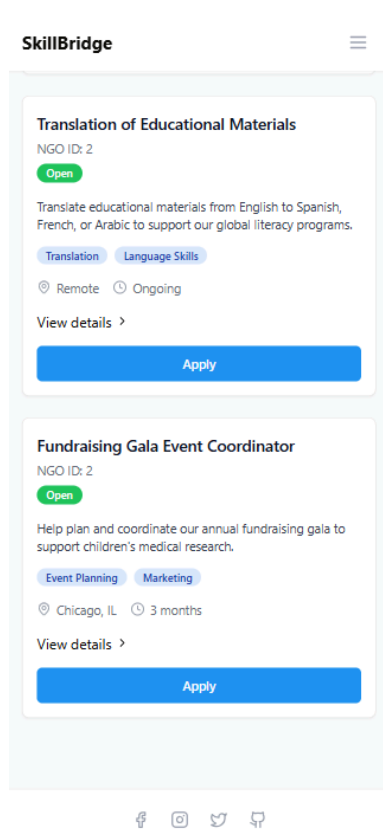 SkillBridge
Translation of Educational Materials
NGO ID: 2
Open
Translate educational materials from English to Spanish,
French, or Arabic to support our global literacy programs.
Translation Language Skills
Remote Ongoing
View details
Apply
Fundraising Gala Event Coordinator
NGO ID: 2
Open
Help plan and coordinate our annual fundraising gala to
support children's medical research.
Event Planning Marketing
Chicago, IL 3 months
View details
Apply